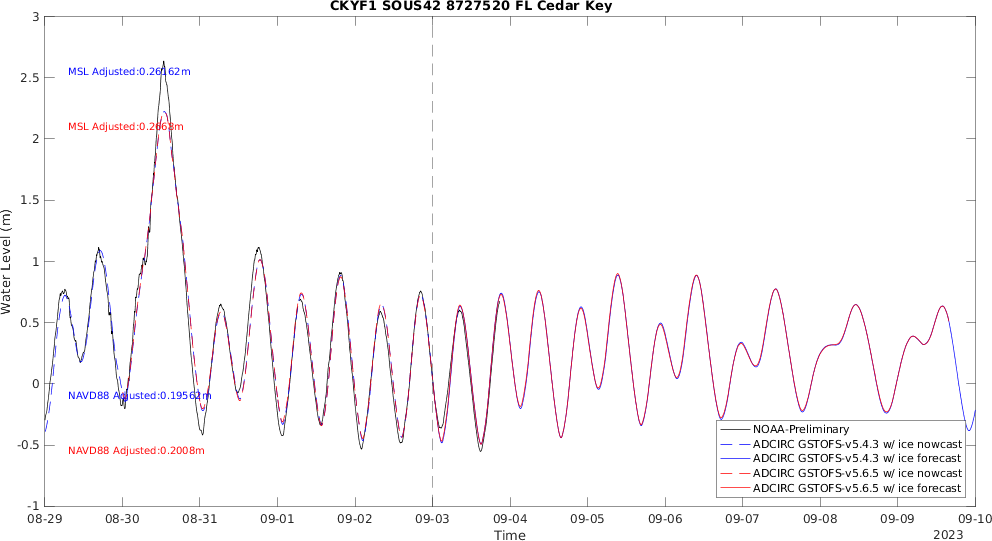 CKYF1 SOUS42 8727520 FL Cedar Key
3
2.5
2
1.5
1
0.5
0
-0.5
-1
Water Level (m)
MSL Adjusted:0.26162m
MSL Adjusted:0.2668m
NAVD88 Adjusted:0.19562m
NAVD88 Adjusted:0.2008m
NOAA-Preliminary
ADCIRC GSTOFS-v5.4.3 w/ ice nowcast
ADCIRC GSTOFS-v5.4.3 w/ ice forecast
ADCIRC GSTOFS-v5.6.5 w/ ice nowcast
ADCIRC GSTOFS-v5.6.5 w/ ice forecast
08-29 08-30 08-31 09-01 09-02 09-03 09-04 09-05 09-06 09-07 09-08 09-09 09-10
Time
2023